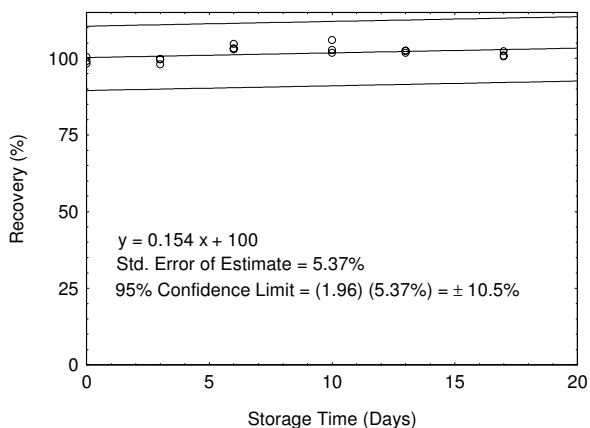 100
75
50
25
0
Recovery (%)
y = 0.154 x + 100
Std. Error of Estimate = 5.37%
95% Confidence Limit = (1.96) (5.37%) = ± 10.5%
0 5 10 15 20
Storage Time (Days)